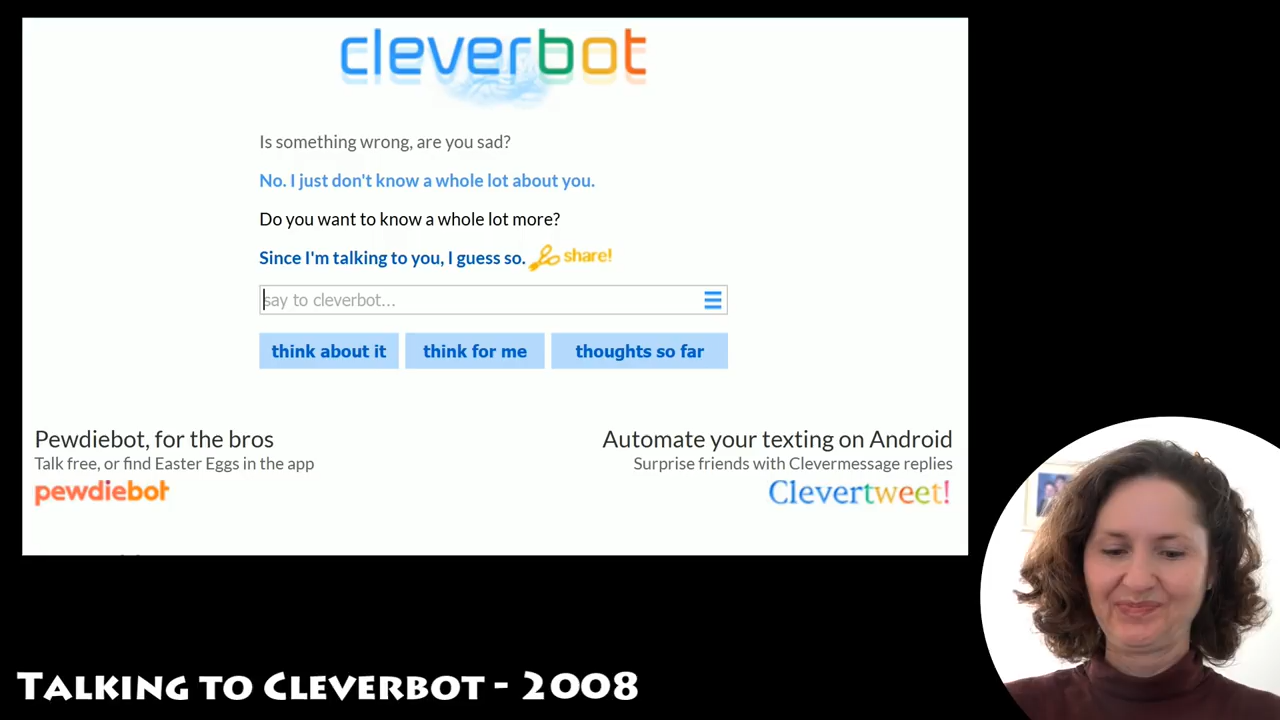 cleverbot
Is something wrong, are you sad?
No. I just don't know a whole lot about you.
Do you want to know a whole lot more?
Since I'm talking to you, I guess so. share!
say to cleverbot...
think about it think for me thoughts so far
Pewdiebot, for the bros
Talk free, or find Easter Eggs in the app
pewdiebot
Automate your texting on Android
Surprise friends with Clevermessage replies
Clevertweet!
Talking to Cleverbot - 2008